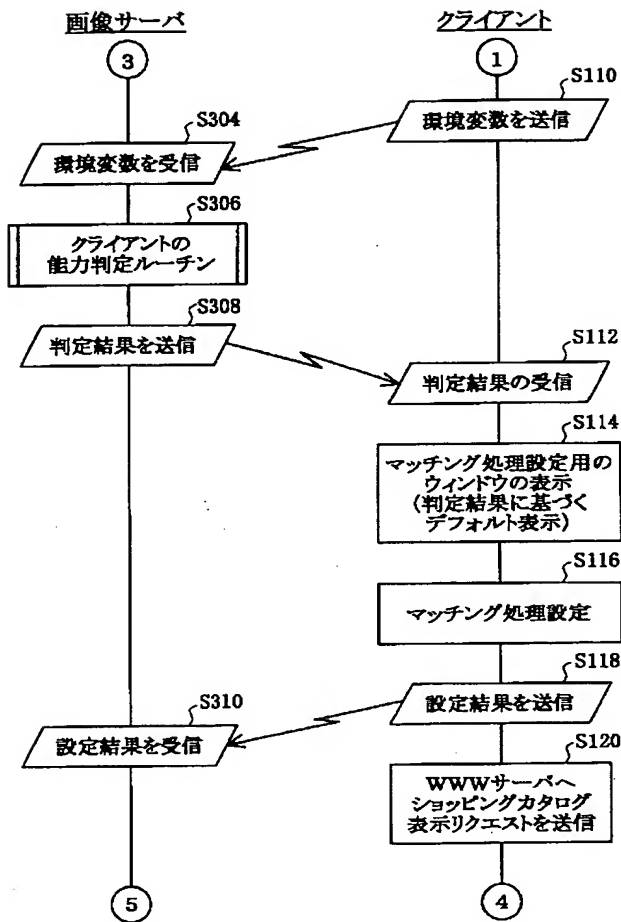 画像サーバ
クライアント
3
1
S110
環境変数を送信
S304
環境変数を受信
S306
クライアントの
能力判定ルーチン
S308
判定結果を送信
S112
判定結果の受信
S114
マッチング処理設定用の
ウィンドウの表示
(判定結果に基づく
デフォルト表示)
S116
マッチング処理設定
S118
設定結果を送信
S310
設定結果を受信
S120
WWWサーバへ
ショッピングカタログ
表示リクエストを送信
5
4